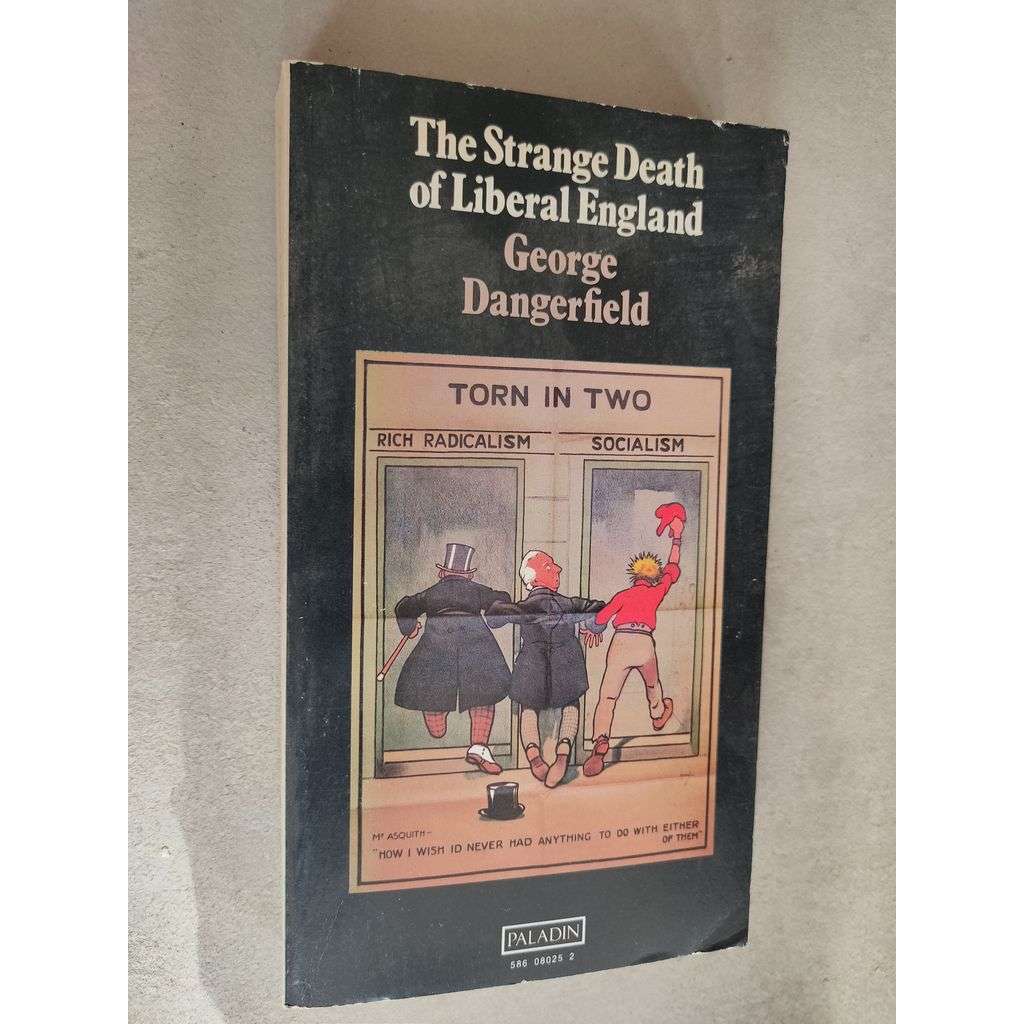 The Strange Death
of Liberal England
George
Dangerfield
TORN IN TWO
RICH RADICALISM
SOCIALISM
Mr ASQUITH-
"HOW I WISH ID NEVER HAD ANYTHING TO DO WITH EITHER
OF THEM"
PALADIN
586 08025 2